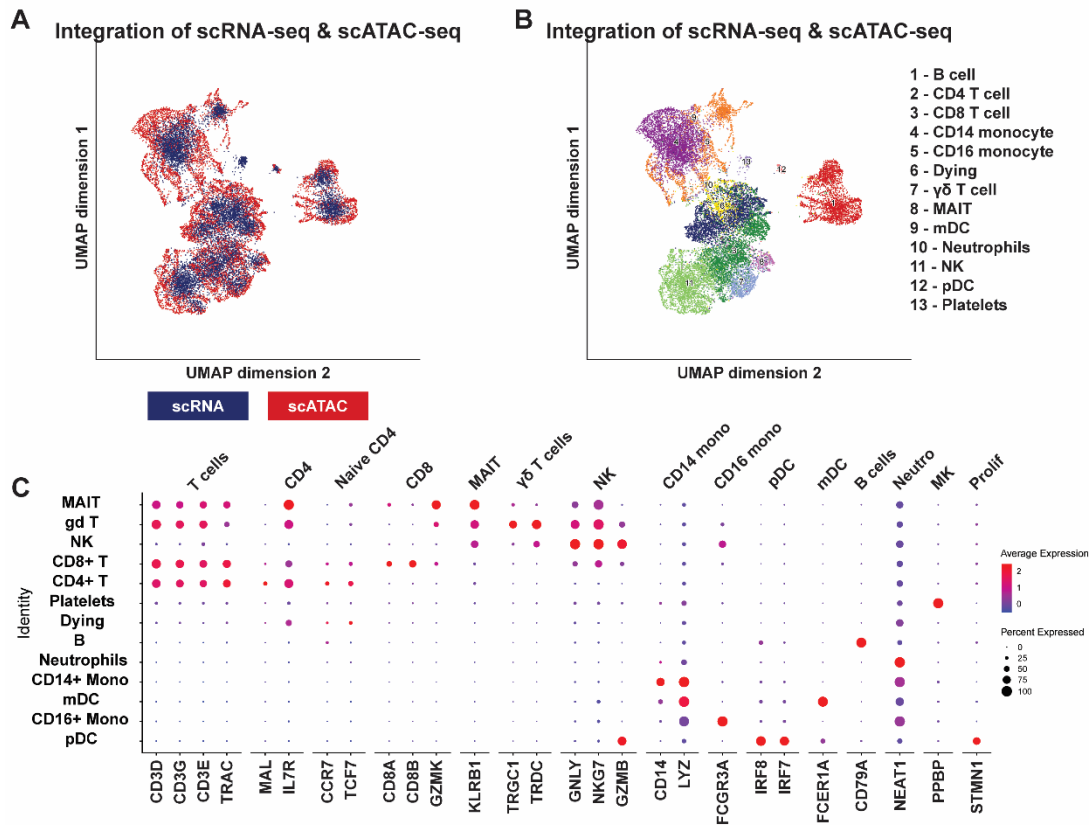 A
Integration of scRNA-seq & scATAC-seq
UMAP dimension 1
UMAP dimension 2
scRNA
scATAC
B
Integration of scRNA-seq & scATAC-seq
UMAP dimension 1
UMAP dimension 2
1 - B cell
2 - CD4 T cell
3 - CD8 T cell
4 - CD14 monocyte
5 - CD16 monocyte
6 - Dying
7 - γδ T cell
8 - MAIT
9 - mDC
10 - Neutrophils
11 - NK
12 - pDC
13 - Platelets
9
13
12
10
11
C
T cells
CD4
Naive CD4
CD8
MAIT
γδ T cells
NK
CD14 mono
CD16 mono
pDC
mDC
B cells
Neutro
MK
Prolif
Identity
MAIT
gd T
NK
CD8+ T
CD4+ T
Platelets
Dying
B
Neutrophils
CD14+ Mono
mDC
CD16+ Mono
pDC
CD3D
CD3G
CD3E
TRAC
MAL
IL7R
CCR7
TCF7
CD8A
CD8B
GZMK
KLRB1
TRGC1
TRDC
GNLY
NKG7
GZMB
CD14
LYZ
FCGR3A
IRF8
IRF7
FCER1A
CD79A
NEAT1
PPBP
STMN1
Average Expression
2
1
0
Percent Expressed
0
25
50
75
100